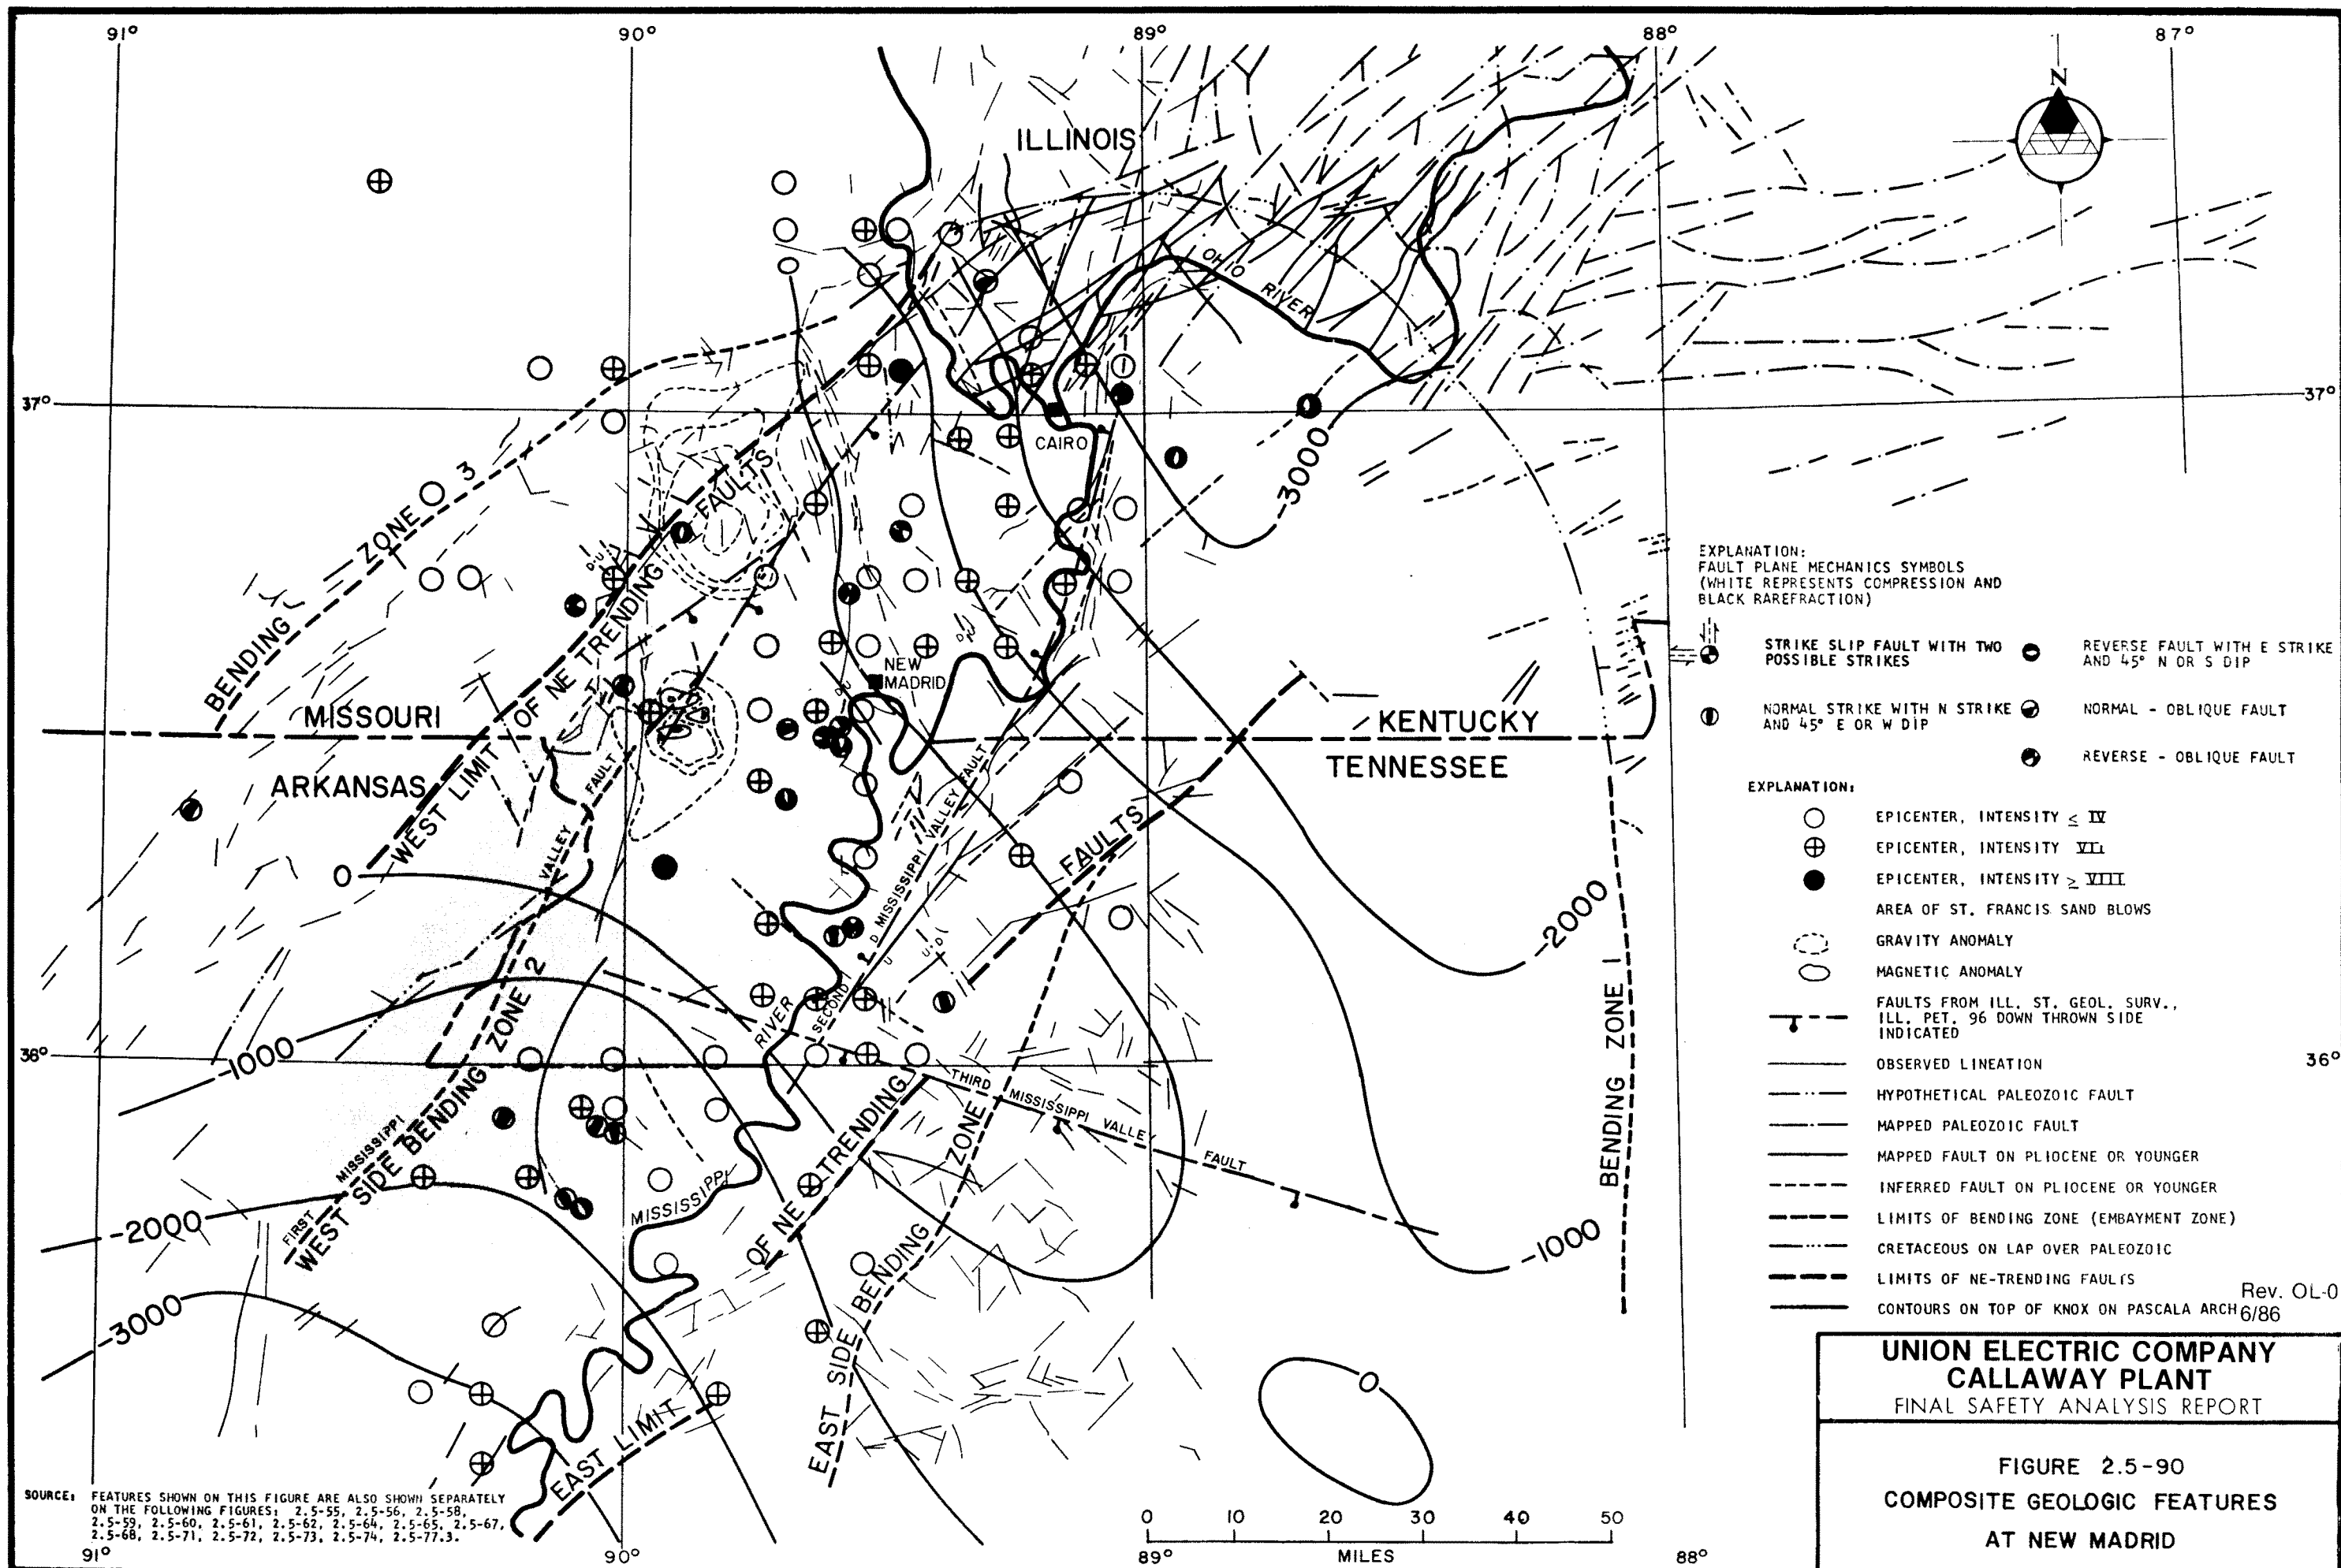 91°
90°
89°
88°
87°
N
ILLINOIS
OHIO
RIVER
37°
37°
CAIRO
-3000
BENDING ZONE 3
WEST LIMIT OF NE TRENDING FAULTS
D U
D
NEW
MADRID
D U
MISSOURI
ARKANSAS
KENTUCKY
TENNESSEE
0
FIRST MISSISSIPPI VALLEY FAULT
WEST SIDE BENDING ZONE 2
SECOND MISSISSIPPI VALLEY FAULT
U D
U D
-2000
BENDING ZONE 1
EAST LIMIT OF NE TRENDING FAULTS
EAST SIDE BENDING ZONE
THIRD MISSISSIPPI VALLEY FAULT
MISSISSIPPI RIVER
36°
36°
-1000
-1000
-2000
-3000
0
EXPLANATION:
FAULT PLANE MECHANICS SYMBOLS
(WHITE REPRESENTS COMPRESSION AND
BLACK RAREFRACTION)
STRIKE SLIP FAULT WITH TWO
POSSIBLE STRIKES
REVERSE FAULT WITH E STRIKE
AND 45° N OR S DIP
NORMAL STRIKE WITH N STRIKE
AND 45° E OR W DIP
NORMAL - OBLIQUE FAULT
REVERSE - OBLIQUE FAULT
EXPLANATION:
EPICENTER, INTENSITY ≤ IV
EPICENTER, INTENSITY
EPICENTER, INTENSITY ≥ VIII
AREA OF ST. FRANCIS SAND BLOWS
GRAVITY ANOMALY
MAGNETIC ANOMALY
FAULTS FROM ILL. ST. GEOL. SURV.,
ILL. PET. 96 DOWN THROWN SIDE
INDICATED
OBSERVED LINEATION
HYPOTHETICAL PALEOZOIC FAULT
MAPPED PALEOZOIC FAULT
MAPPED FAULT ON PLIOCENE OR YOUNGER
INFERRED FAULT ON PLIOCENE OR YOUNGER
LIMITS OF BENDING ZONE (EMBAYMENT ZONE)
CRETACEOUS ON LAP OVER PALEOZOIC
LIMITS OF NE-TRENDING FAULTS
CONTOURS ON TOP OF KNOX ON PASCALA ARCH
Rev. OL-0
6/86
UNION ELECTRIC COMPANY
CALLAWAY PLANT
FINAL SAFETY ANALYSIS REPORT
FIGURE 2.5-90
COMPOSITE GEOLOGIC FEATURES
AT NEW MADRID
SOURCE: FEATURES SHOWN ON THIS FIGURE ARE ALSO SHOWN SEPARATELY
ON THE FOLLOWING FIGURES; 2.5-55, 2.5-56, 2.5-58,
2.5-59, 2.5-60, 2.5-61, 2.5-62, 2.5-64, 2.5-65, 2.5-67,
2.5-68, 2.5-71, 2.5-72, 2.5-73, 2.5-74, 2.5-77.3.
0 10 20 30 40 50
MILES
91°
90°
89°
88°